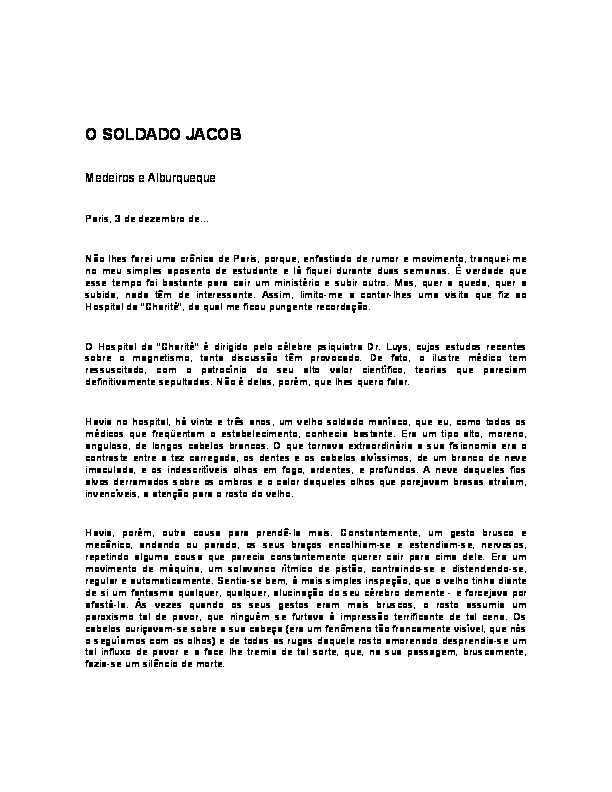 O SOLDADO JACOB
Medeiros e Alburqueque
Paris, 3 de dezembro de...
Não lhes farei uma crônica de Paris, porque, enfastiado de rumor e movimento, tranquei-me
no meu simples aposento de estudante e lá fiquei durante duas semanas. É verdade que
esse tempo foi bastante para cair um ministério e subir outro. Mas, quer a queda, quer a
subida, nada têm de interessante. Assim, limito-me a contar-lhes uma visita que fiz ao
Hospital da "Charité", da qual me ficou pungente recordação.
O Hospital da "Charité" é dirigido pelo célebre psiquiatra Dr. Luys, cujos estudos recentes
sobre o magnetismo, tanta discussão têm provocado. De fato, o ilustre médico tem
ressuscitado, com o patrocínio do seu alto valor científico, teorias que pareciam
definitivamente sepultadas. Não é delas, porém, que lhes quero falar.
Havia no hospital, há vinte e três anos, um velho soldado maníaco, que eu, como todos os
médicos que freqüentam o estabelecimento, conhecia bastante. Era um tipo alto, moreno,
anguloso, de longos cabelos brancos. O que tornava extraordinária a sua fisionomia era o
contraste entre a tez carregada, os dentes e os cabelos alvíssimos, de um branco de neve
imaculada, e os indescritíveis olhos em fogo, ardentes, e profundos. A neve daqueles fios
alvos derramados sobre os ombros e o calor daqueles olhos que porejavam brasas atraíam,
invencíveis, a atenção para o rosto do velho.
Havia, porém, outra cousa para prendê-la mais. Constantemente, um gesto brusco e
mecânico, andando ou parado, os seus braços encolhiam-se e estendiam-se, nervosos,
repetindo alguma cousa que parecia constantemente querer cair para cima dele. Era um
movimento de máquina, um solavanco rítmico de pistão, contraindo-se e distendendo-se,
regular e automaticamente. Sentia-se bem, à mais simples inspeção, que o velho tinha diante
de si um fantasma qualquer, qualquer, alucinação do seu cérebro demente - e forcejava por
afastá-la. Às vezes quando os seus gestos eram mais bruscos, o rosto assumia um
paroxismo tal de pavor, que ninguém se furtava à impressão terrificante de tal cena. Os
cabelos ouriçavam-se sobre a sua cabeça (era um fenômeno tão francamente visível, que nós
o seguíamos com os olhos) e de todas as rugas daquele rosto amorenado desprendia-se um
tal influxo de pavor e a face lhe tremia de tal sorte, que, na sua passagem, bruscamente,
fazia-se um silêncio de morte.